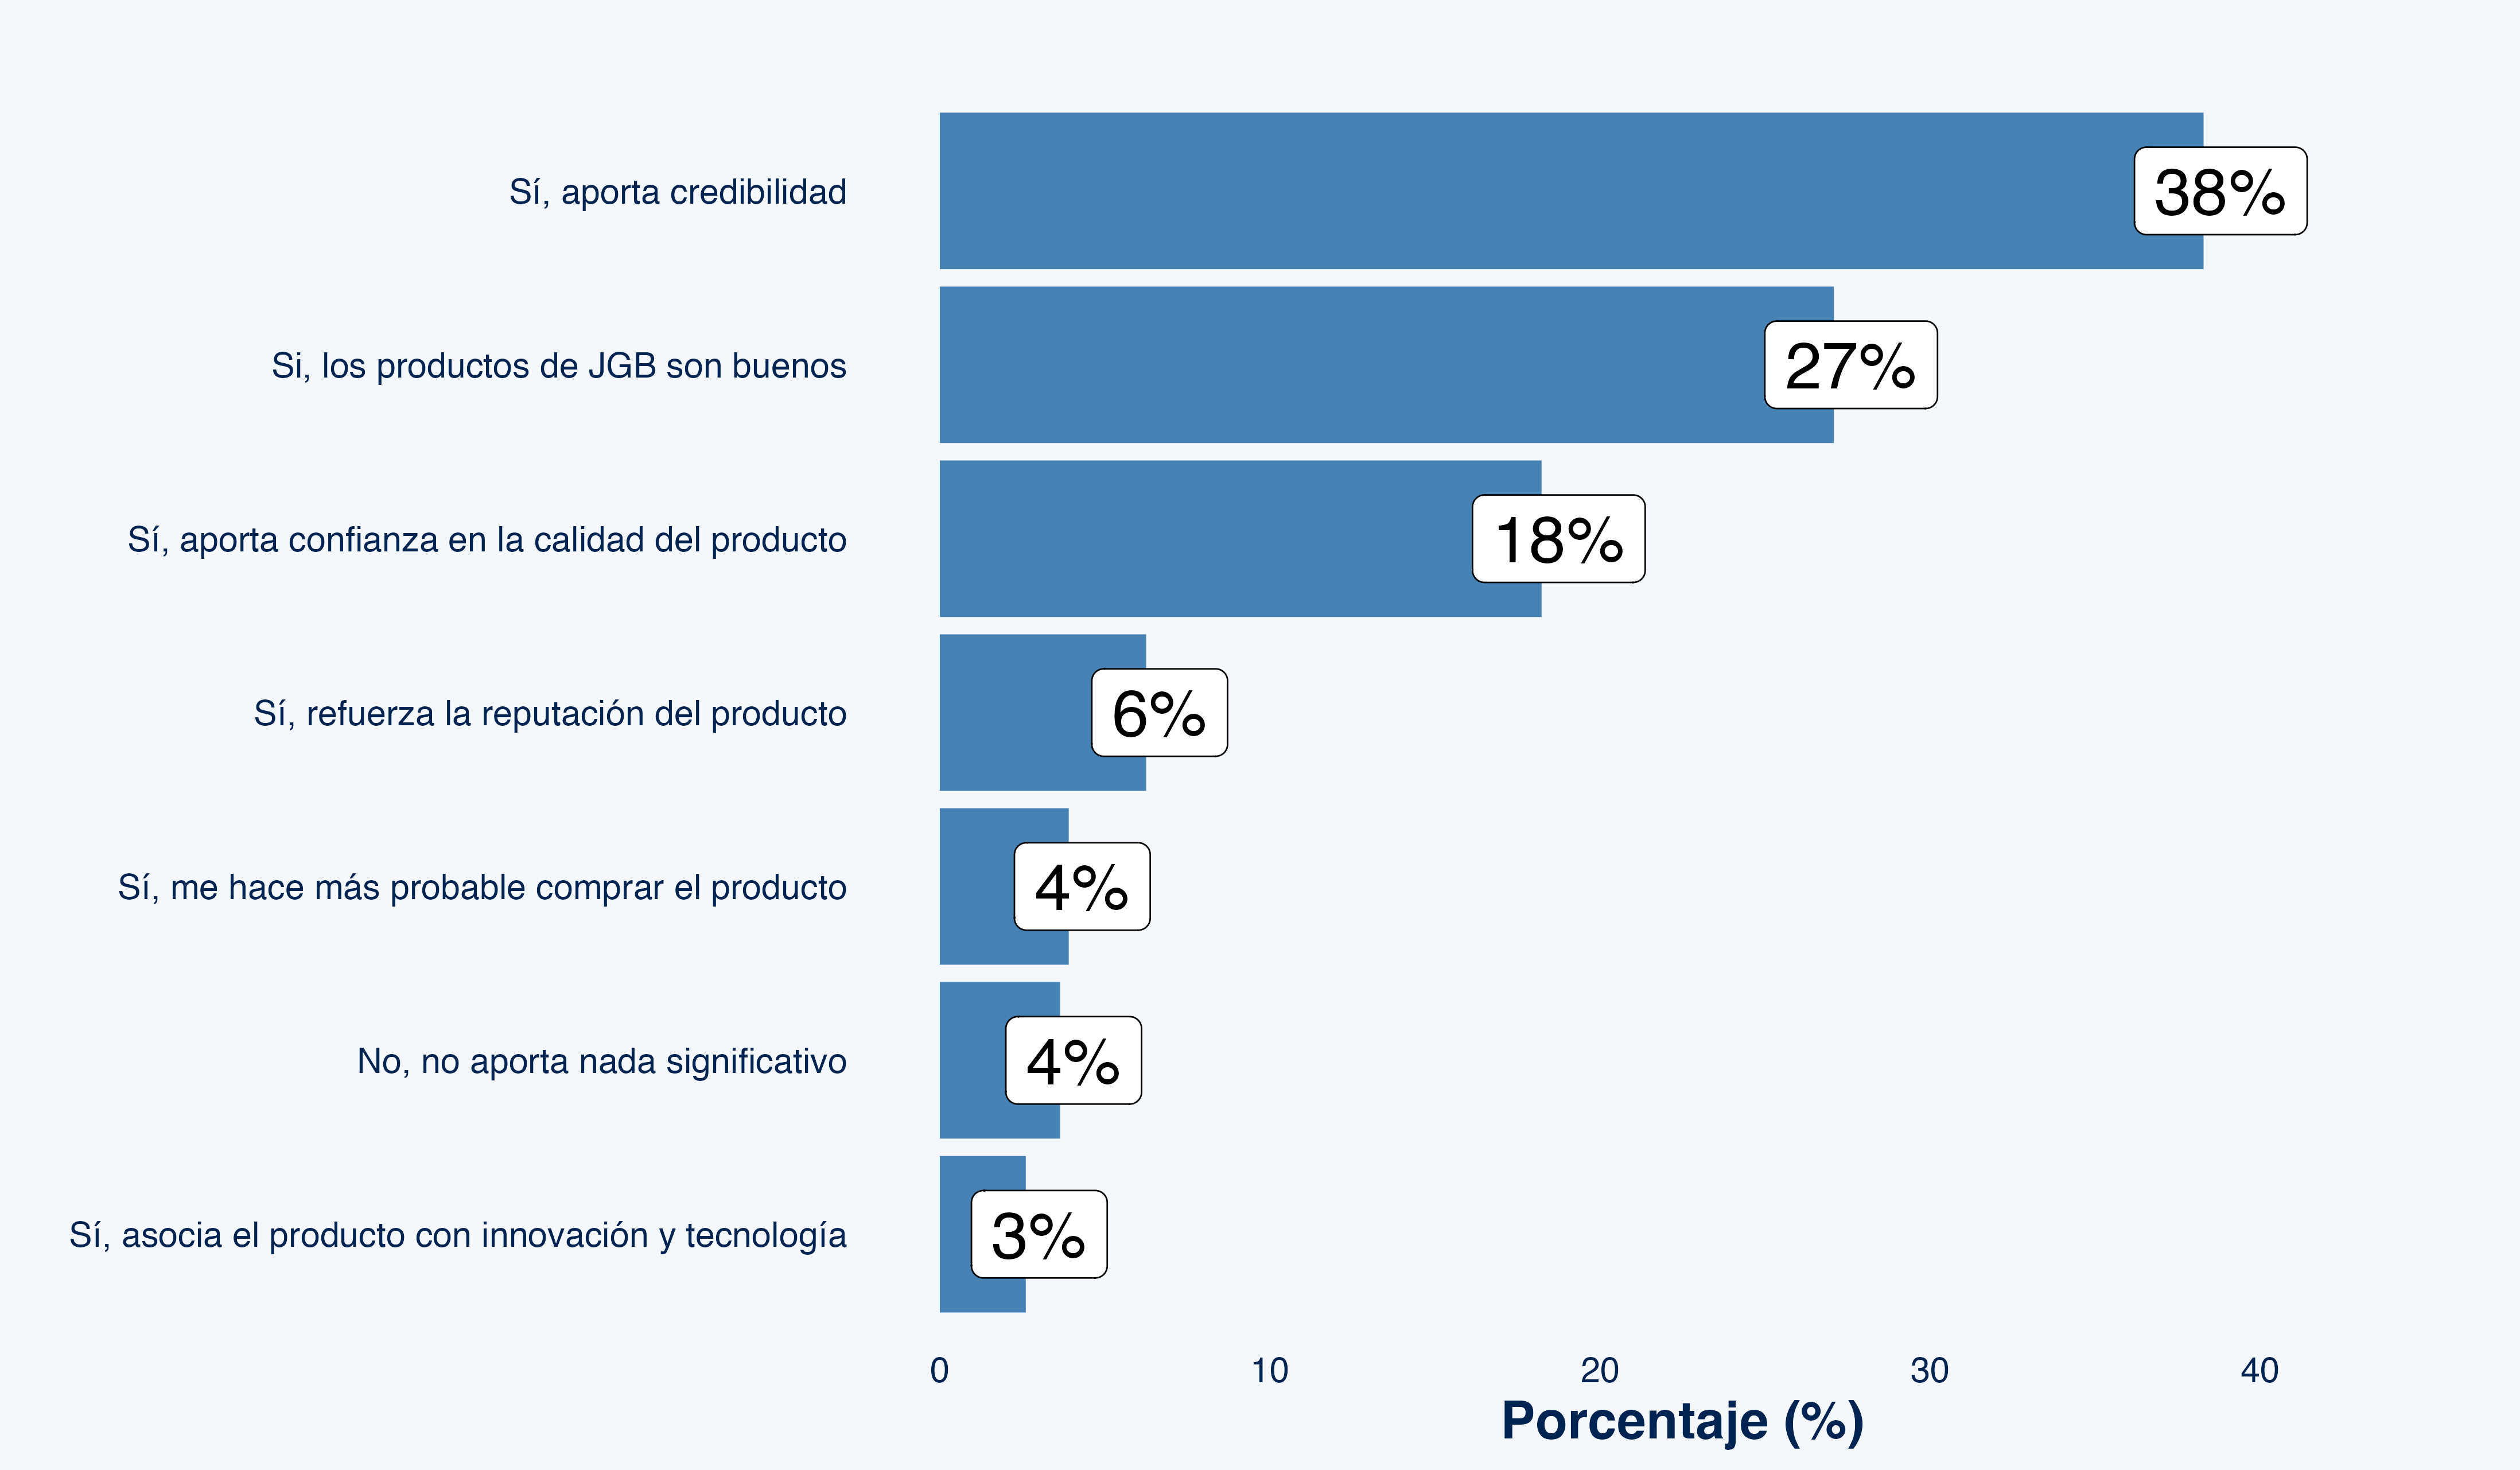 Sí, aporta credibilidad
38%
Si, los productos de JGB son buenos
27%
Sí, aporta confianza en la calidad del producto
18%
Sí, refuerza la reputación del producto
6%
Sí, me hace más probable comprar el producto
4%
No, no aporta nada significativo
4%
Sí, asocia el producto con innovación y tecnología
3%
0 10 20 30 40
Porcentaje (%)